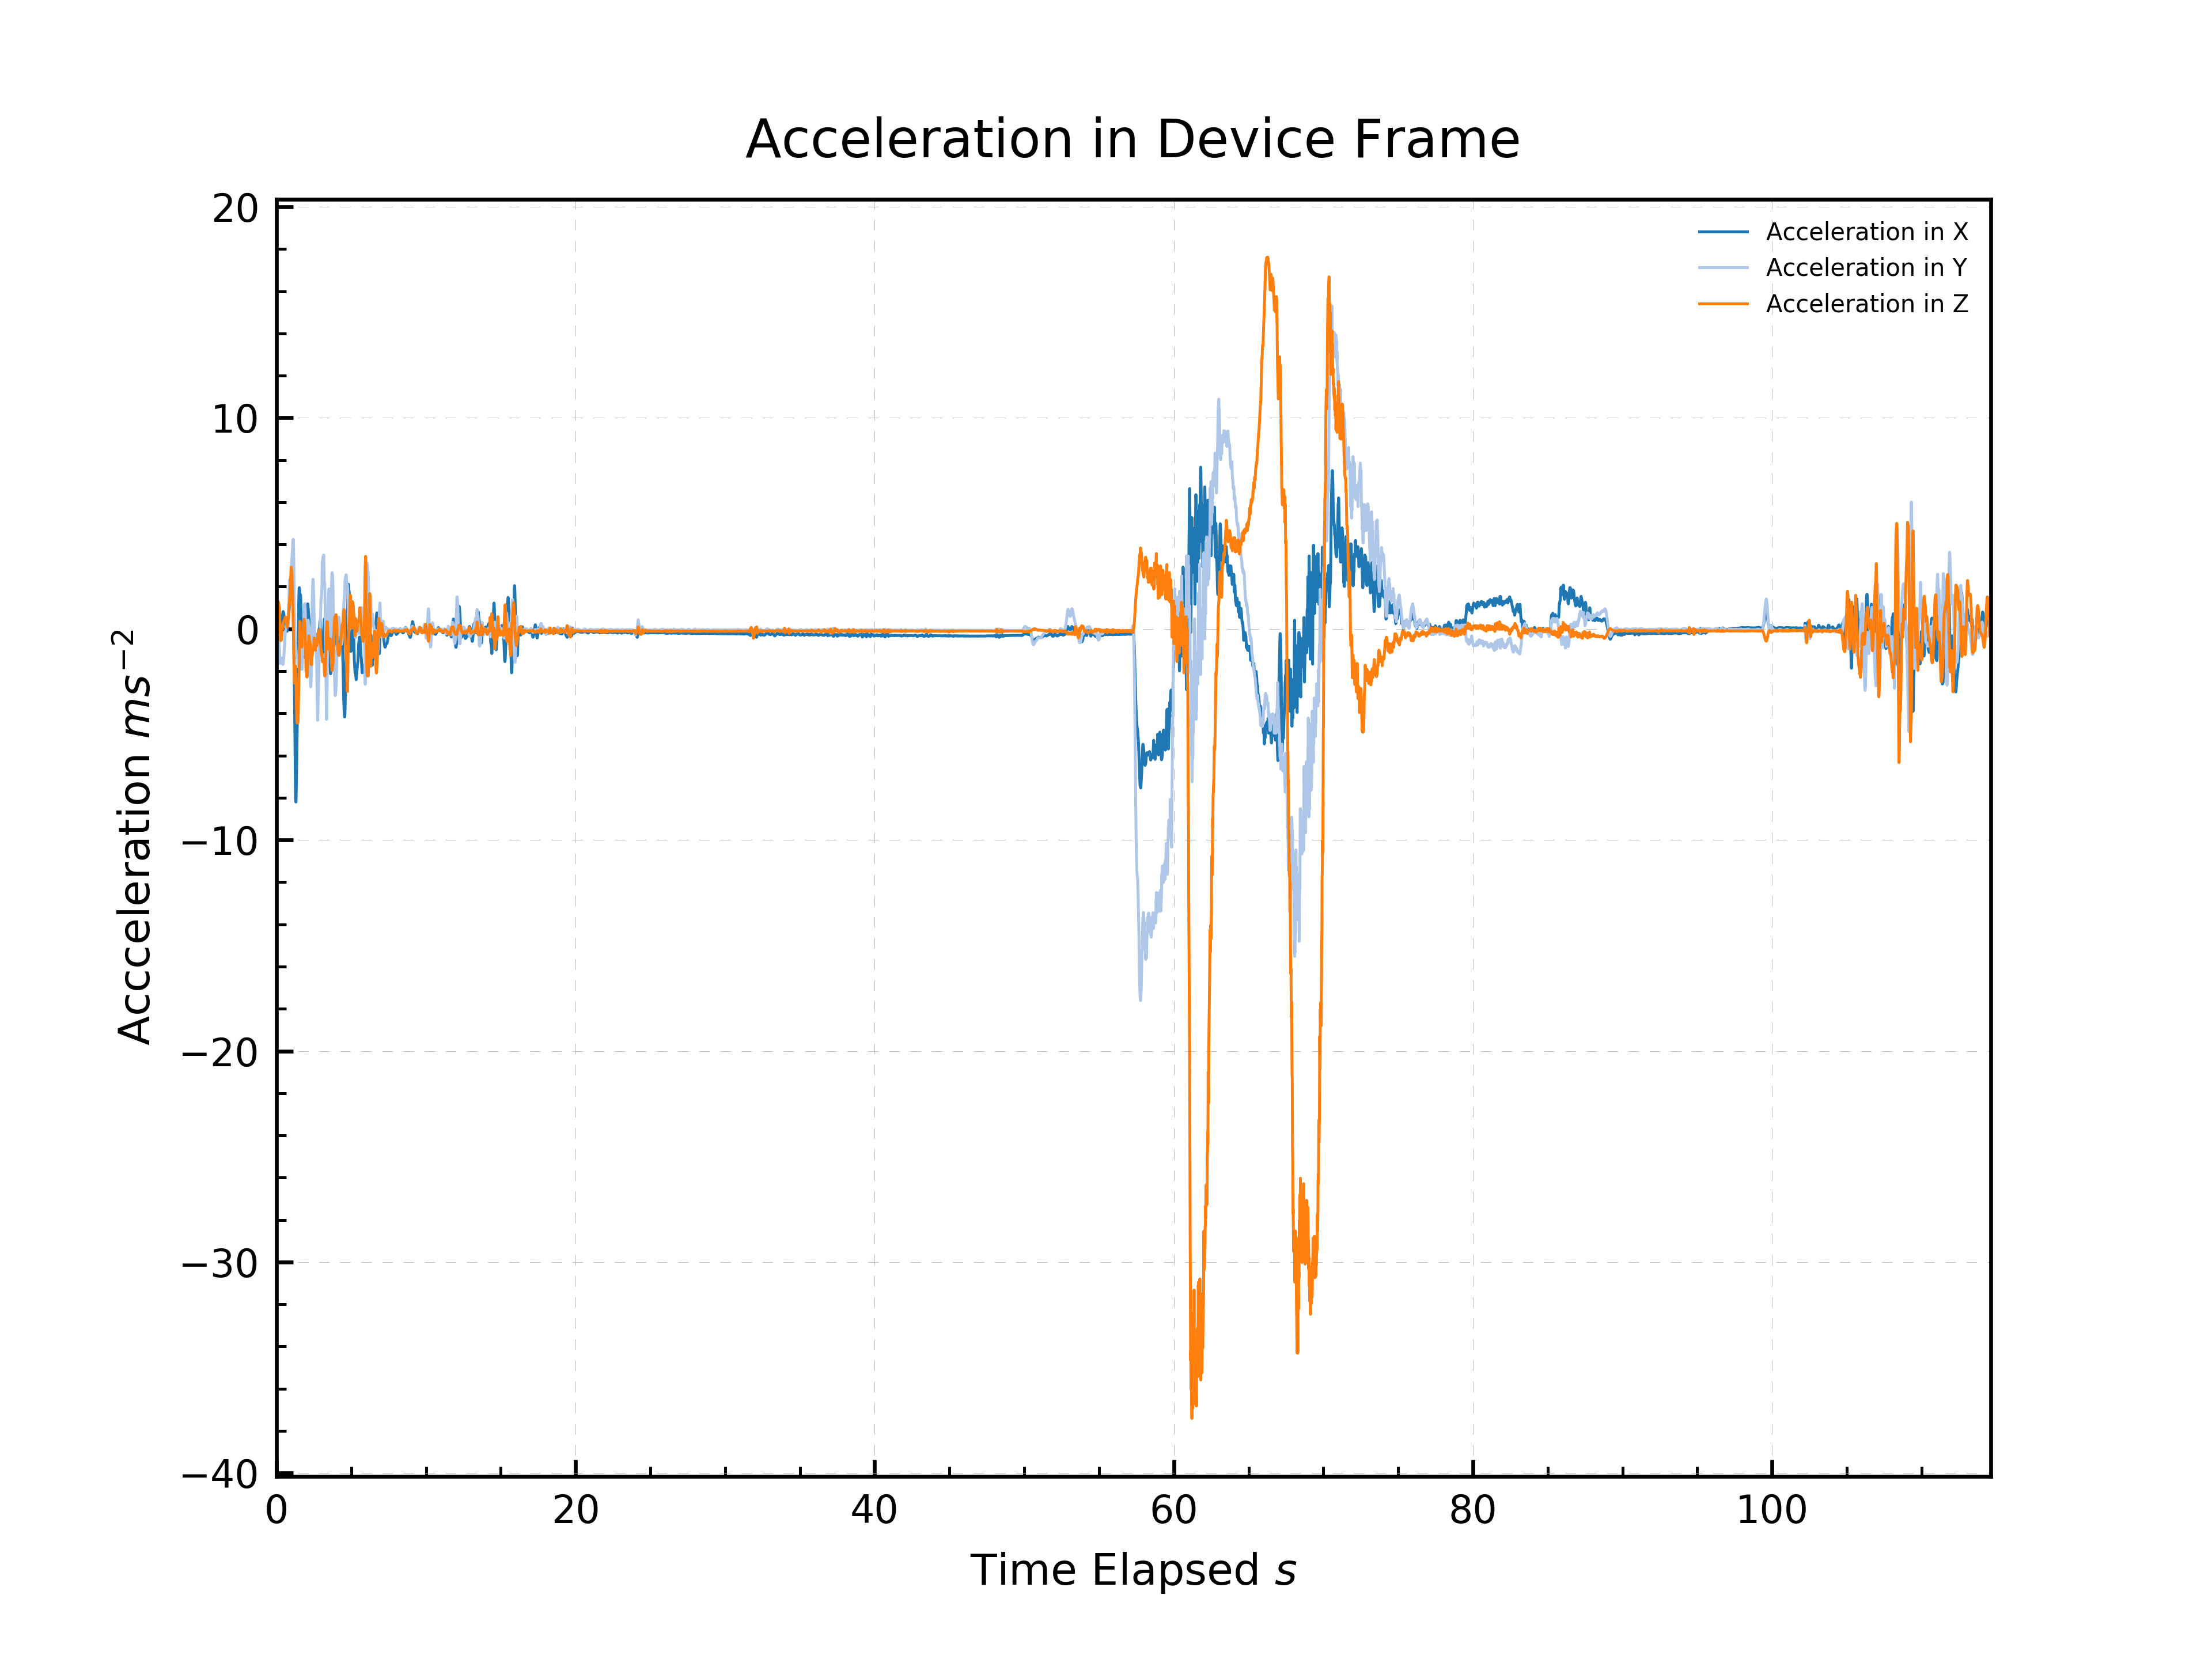 Acceleration in Device Frame
20
10
0
−10
−20
−30
−40
Acceleration ms⁻²
Acceleration in X
Acceleration in Y
Acceleration in Z
0 20 40 60 80 100
Time Elapsed s